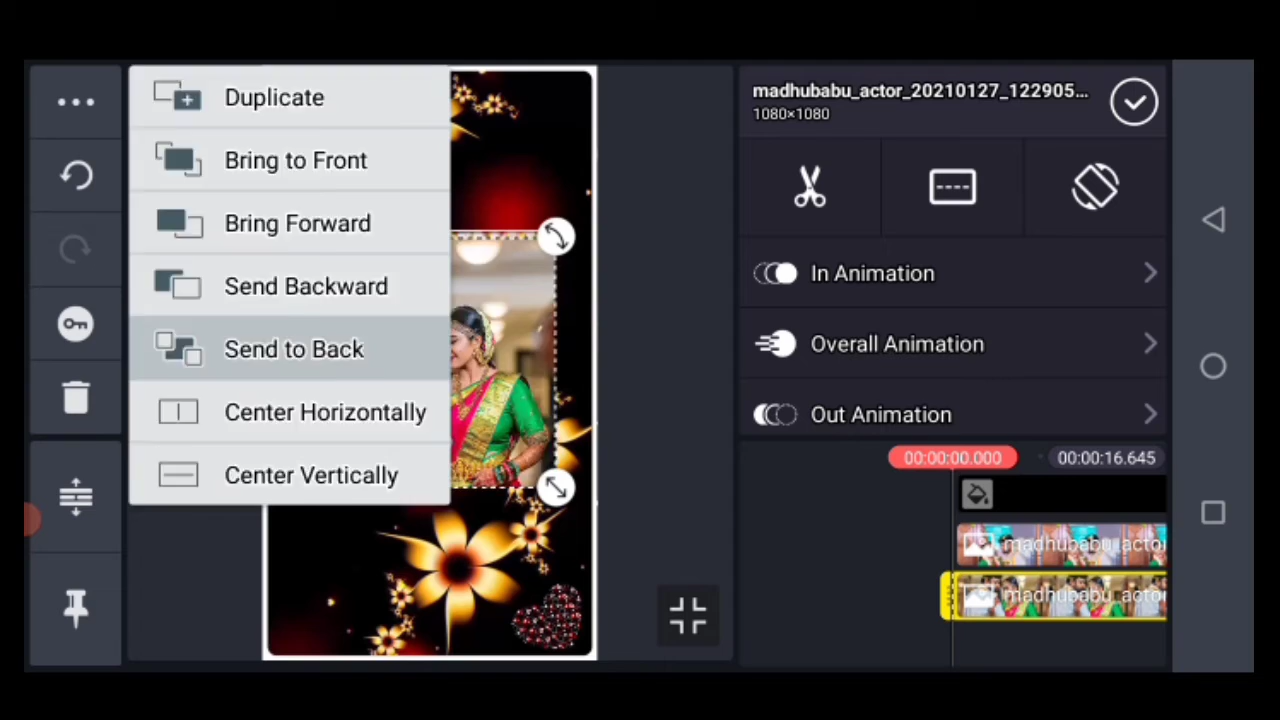 Duplicate
Bring to Front
Bring Forward
Send Backward
Send to Back
Center Horizontally
Center Vertically
madhubabu_actor_20210127_122905...
1080×1080
In Animation
Overall Animation
Out Animation
00:00:00.000
00:00:16.645
madhubabu_actor
madhubabu_actor